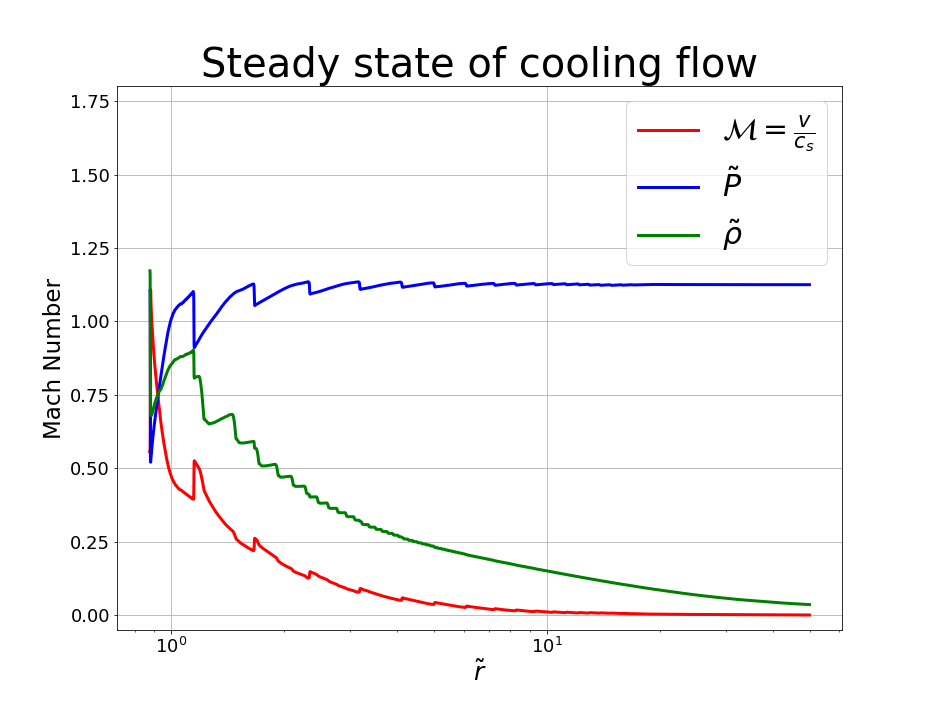 Steady state of cooling flow
ℳ = v/c_s
P̃
ρ̃
Mach Number
1.75
1.50
1.25
1.00
0.75
0.50
0.25
0.00
10⁰
10¹
r̃